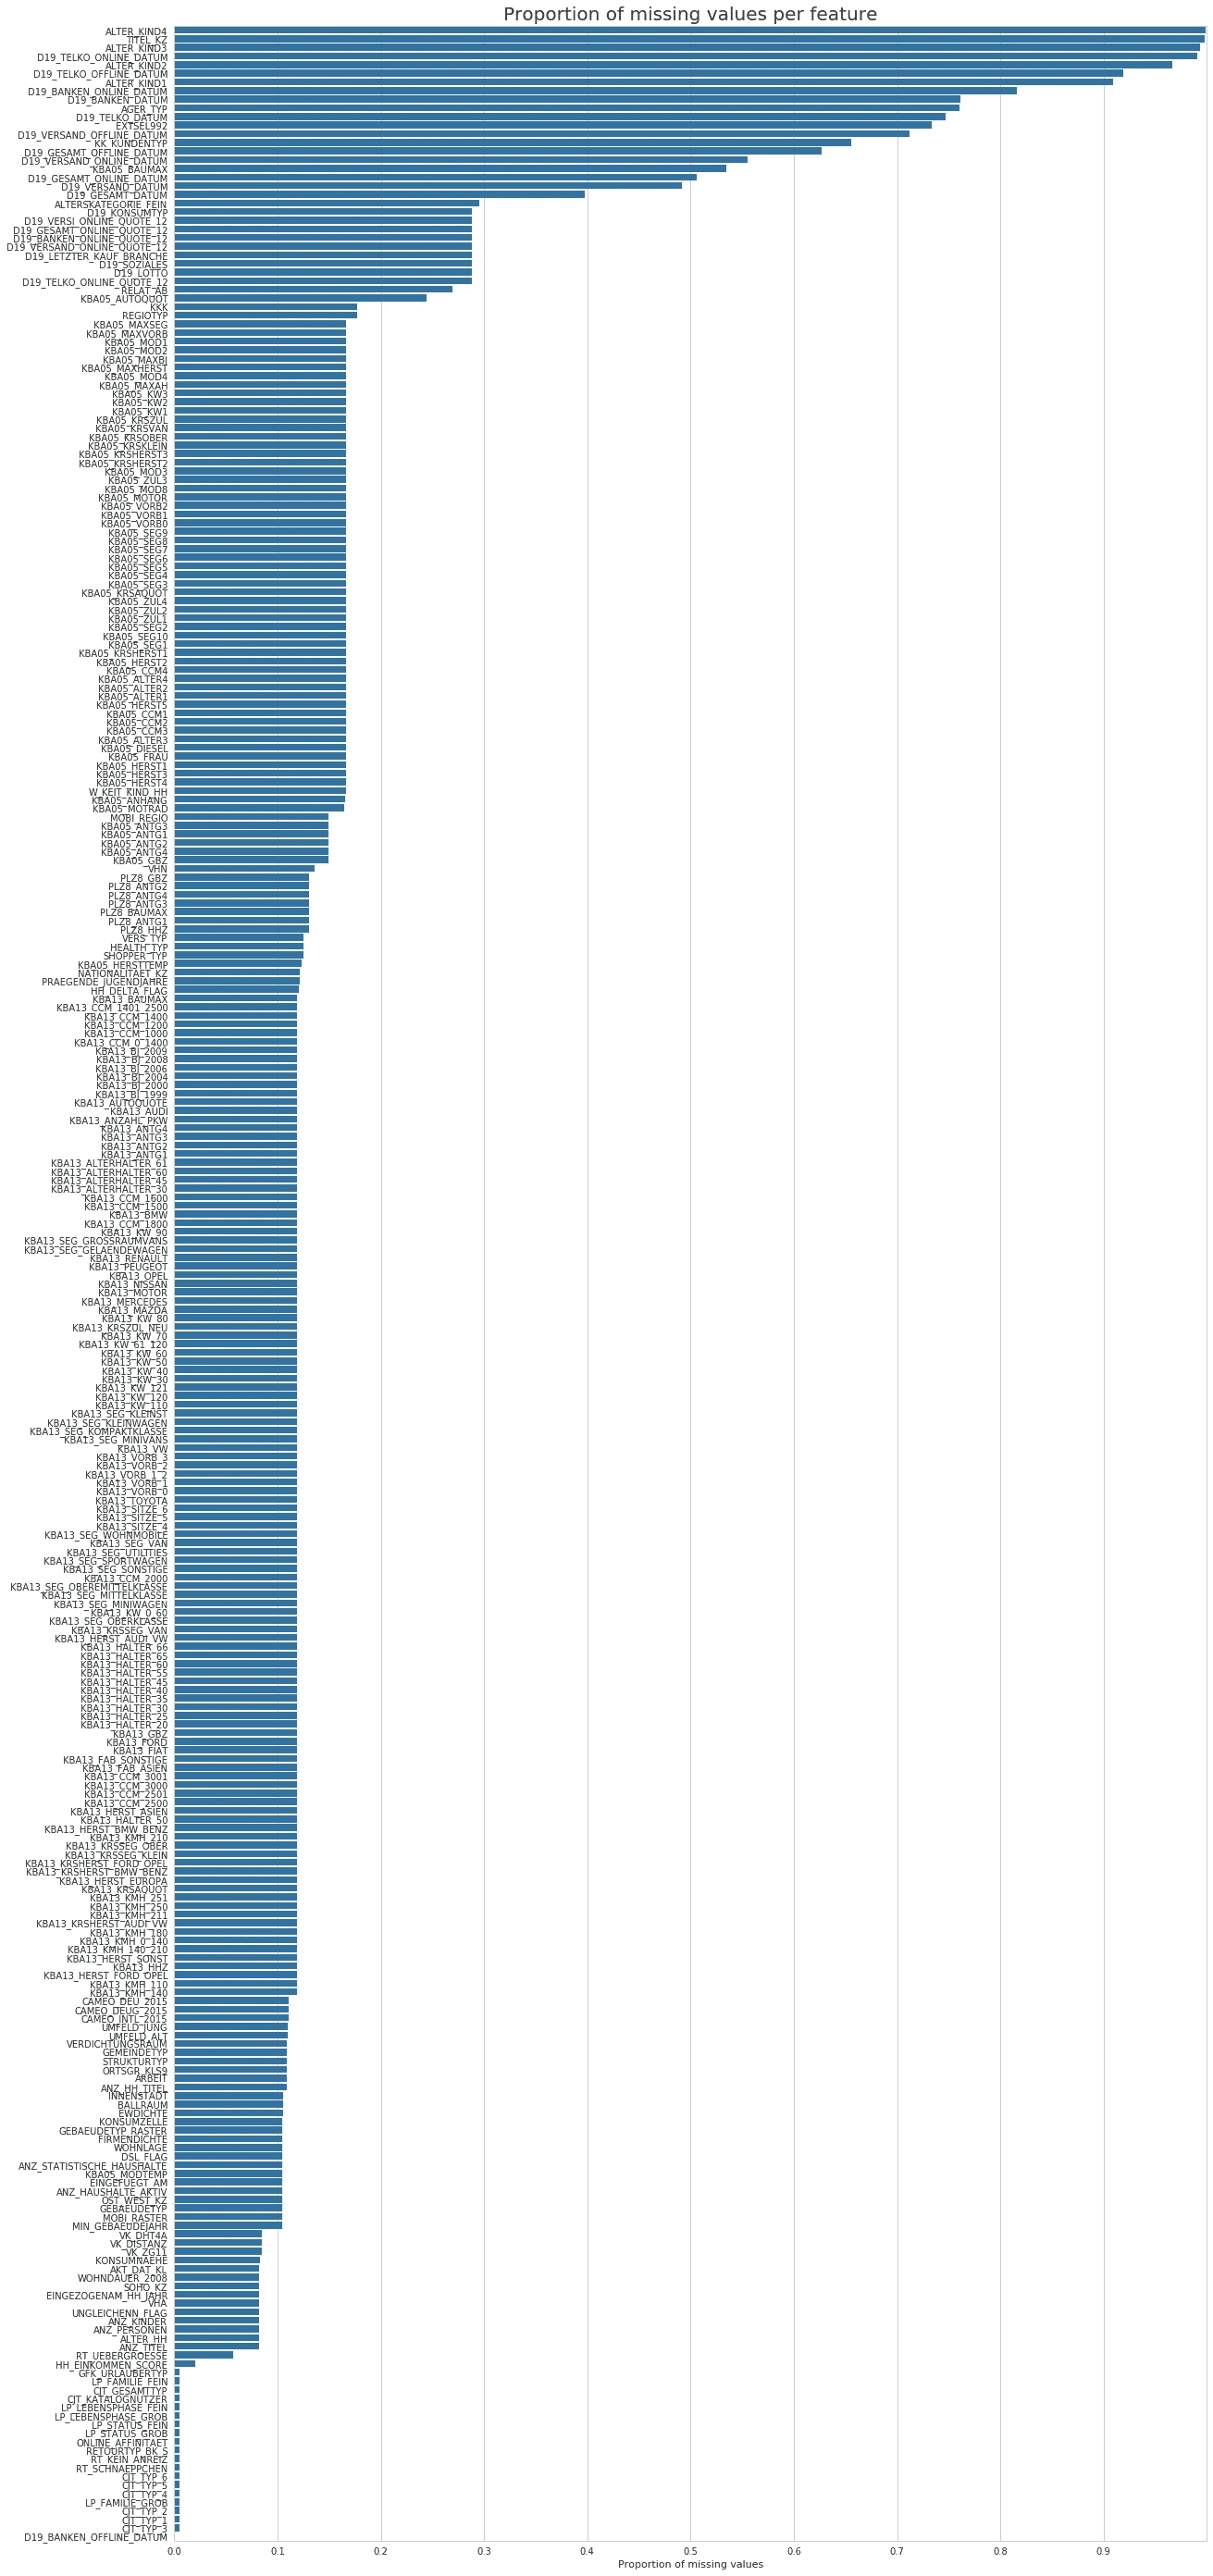 Proportion of missing values per feature
ALTER_KIND4
TITEL_KZ
ALTER_KIND3
D19_TELKO_ONLINE_DATUM
ALTER_KIND2
D19_TELKO_OFFLINE_DATUM
ALTER_KIND1
D19_BANKEN_ONLINE_DATUM
D19_BANKEN_DATUM
AGER_TYP
D19_TELKO_DATUM
EXTSEL992
D19_VERSAND_OFFLINE_DATUM
KK_KUNDENTYP
D19_GESAMT_OFFLINE_DATUM
D19_VERSAND_ONLINE_DATUM
KBA05_BAUMAX
D19_GESAMT_ONLINE_DATUM
D19_VERSAND_DATUM
D19_GESAMT_DATUM
ALTERSKATEGORIE_FEIN
D19_KONSUMTYP
D19_VERSI_ONLINE_QUOTE_12
D19_GESAMT_ONLINE_QUOTE_12
D19_BANKEN_ONLINE_QUOTE_12
D19_VERSAND_ONLINE_QUOTE_12
D19_LETZTER_KAUF_BRANCHE
D19_SOZIALES
D19_LOTTO
D19_TELKO_ONLINE_QUOTE_12
RELAT_AB
KBA05_AUTOQUOT
KKK
REGIOTYP
KBA05_MAXSEG
KBA05_MAXVORB
KBA05_MOD1
KBA05_MOD2
KBA05_MAXBJ
KBA05_MAXHERST
KBA05_MOD4
KBA05_MAXAH
KBA05_KW3
KBA05_KW2
KBA05_KW1
KBA05_KRSZUL
KBA05_KRSVAN
KBA05_KRSOBER
KBA05_KRSKLEIN
KBA05_KRSHERST3
KBA05_KRSHERST2
KBA05_MOD3
KBA05_ZUL3
KBA05_MOD8
KBA05_MOTOR
KBA05_VORB2
KBA05_VORB1
KBA05_VORB0
KBA05_SEG9
KBA05_SEG8
KBA05_SEG7
KBA05_SEG6
KBA05_SEG5
KBA05_SEG4
KBA05_SEG3
KBA05_KRSAQUOT
KBA05_ZUL4
KBA05_ZUL2
KBA05_ZUL1
KBA05_SEG2
KBA05_SEG10
KBA05_SEG1
KBA05_KRSHERST1
KBA05_HERST2
KBA05_CCM4
KBA05_ALTER4
KBA05_ALTER2
KBA05_ALTER1
KBA05_HERST5
KBA05_CCM1
KBA05_CCM2
KBA05_CCM3
KBA05_ALTER3
KBA05_DIESEL
KBA05_FRAU
KBA05_HERST1
KBA05_HERST3
KBA05_HERST4
W_KEIT_KIND_HH
KBA05_ANHANG
KBA05_MOTRAD
MOBI_REGIO
KBA05_ANTG3
KBA05_ANTG1
KBA05_ANTG2
KBA05_ANTG4
KBA05_GBZ
VHN
PLZ8_GBZ
PLZ8_ANTG2
PLZ8_ANTG4
PLZ8_ANTG3
PLZ8_BAUMAX
PLZ8_ANTG1
PLZ8_HHZ
VERS_TYP
HEALTH_TYP
SHOPPER_TYP
KBA05_HERSTTEMP
NATIONALITAET_KZ
PRAEGENDE_JUGENDJAHRE
HH_DELTA_FLAG
KBA13_BAUMAX
KBA13_CCM_1401_2500
KBA13_CCM_1400
KBA13_CCM_1200
KBA13_CCM_1000
KBA13_CCM_0_1400
KBA13_BJ_2009
KBA13_BJ_2008
KBA13_BJ_2006
KBA13_BJ_2004
KBA13_BJ_2000
KBA13_BJ_1999
KBA13_AUTOQUOTE
KBA13_AUDI
KBA13_ANZAHL_PKW
KBA13_ANTG4
KBA13_ANTG3
KBA13_ANTG2
KBA13_ANTG1
KBA13_ALTERHALTER_61
KBA13_ALTERHALTER_60
KBA13_ALTERHALTER_45
KBA13_ALTERHALTER_30
KBA13_CCM_1600
KBA13_CCM_1500
KBA13_BMW
KBA13_CCM_1800
KBA13_KW_90
KBA13_SEG_GROSSRAUMVANS
KBA13_SEG_GELAENDEWAGEN
KBA13_RENAULT
KBA13_PEUGEOT
KBA13_OPEL
KBA13_NISSAN
KBA13_MOTOR
KBA13_MERCEDES
KBA13_MAZDA
KBA13_KW_80
KBA13_KRSZUL_NEU
KBA13_KW_70
KBA13_KW_61_120
KBA13_KW_60
KBA13_KW_50
KBA13_KW_40
KBA13_KW_30
KBA13_KW_121
KBA13_KW_120
KBA13_KW_110
KBA13_SEG_KLEINST
KBA13_SEG_KLEINWAGEN
KBA13_SEG_KOMPAKTKLASSE
KBA13_SEG_MINIVANS
KBA13_VW
KBA13_VORB_3
KBA13_VORB_2
KBA13_VORB_1_2
KBA13_VORB_1
KBA13_VORB_0
KBA13_TOYOTA
KBA13_SITZE_6
KBA13_SITZE_5
KBA13_SITZE_4
KBA13_SEG_WOHNMOBILE
KBA13_SEG_VAN
KBA13_SEG_UTILITIES
KBA13_SEG_SPORTWAGEN
KBA13_SEG_SONSTIGE
KBA13_CCM_2000
KBA13_SEG_OBEREMITTELKLASSE
KBA13_SEG_MITTELKLASSE
KBA13_SEG_MINIWAGEN
KBA13_KW_0_60
KBA13_SEG_OBERKLASSE
KBA13_KRSSEG_VAN
KBA13_HERST_AUDI_VW
KBA13_HALTER_66
KBA13_HALTER_65
KBA13_HALTER_60
KBA13_HALTER_55
KBA13_HALTER_45
KBA13_HALTER_40
KBA13_HALTER_35
KBA13_HALTER_30
KBA13_HALTER_25
KBA13_HALTER_20
KBA13_GBZ
KBA13_FORD
KBA13_FIAT
KBA13_FAB_SONSTIGE
KBA13_FAB_ASIEN
KBA13_CCM_3001
KBA13_CCM_3000
KBA13_CCM_2501
KBA13_CCM_2500
KBA13_HERST_ASIEN
KBA13_HALTER_50
KBA13_HERST_BMW_BENZ
KBA13_KMH_210
KBA13_KRSSEG_OBER
KBA13_KRSSEG_KLEIN
KBA13_KRSHERST_FORD_OPEL
KBA13_KRSHERST_BMW_BENZ
KBA13_HERST_EUROPA
KBA13_KRSAQUOT
KBA13_KMH_251
KBA13_KMH_250
KBA13_KMH_211
KBA13_KRSHERST_AUDI_VW
KBA13_KMH_180
KBA13_KMH_0_140
KBA13_KMH_140_210
KBA13_HERST_SONST
KBA13_HHZ
KBA13_HERST_FORD_OPEL
KBA13_KMH_110
KBA13_KMH_140
CAMEO_DEU_2015
CAMEO_DEUG_2015
CAMEO_INTL_2015
UMFELD_JUNG
UMFELD_ALT
VERDICHTUNGSRAUM
GEMEINDETYP
STRUKTURTYP
ORTSGR_KLS9
ARBEIT
ANZ_HH_TITEL
INNENSTADT
BALLRAUM
EWDICHTE
KONSUMZELLE
GEBAEUDETYP_RASTER
FIRMENDICHTE
WOHNLAGE
DSL_FLAG
ANZ_STATISTISCHE_HAUSHALTE
KBA05_MODTEMP
EINGEFUEGT_AM
ANZ_HAUSHALTE_AKTIV
OST_WEST_KZ
GEBAEUDETYP
MOBI_RASTER
MIN_GEBAEUDEJAHR
VK_DHT4A
VK_DISTANZ
VK_ZG11
KONSUMNAEHE
AKT_DAT_KL
WOHNDAUER_2008
SOHO_KZ
EINGEZOGENAM_HH_JAHR
VHA
UNGLEICHENN_FLAG
ANZ_KINDER
ANZ_PERSONEN
ALTER_HH
ANZ_TITEL
RT_UEBERGROESSE
HH_EINKOMMEN_SCORE
GFK_URLAUBERTYP
LP_FAMILIE_FEIN
CJT_GESAMTTYP
CJT_KATALOGNUTZER
LP_LEBENSPHASE_FEIN
LP_LEBENSPHASE_GROB
LP_STATUS_FEIN
LP_STATUS_GROB
ONLINE_AFFINITAET
RETOURTYP_BK_S
RT_KEIN_ANREIZ
RT_SCHNAEPPCHEN
CJT_TYP_6
CJT_TYP_5
CJT_TYP_4
LP_FAMILIE_GROB
CJT_TYP_2
CJT_TYP_1
CJT_TYP_3
D19_BANKEN_OFFLINE_DATUM
0.0 0.1 0.2 0.3 0.4 0.5 0.6 0.7 0.8 0.9
Proportion of missing values